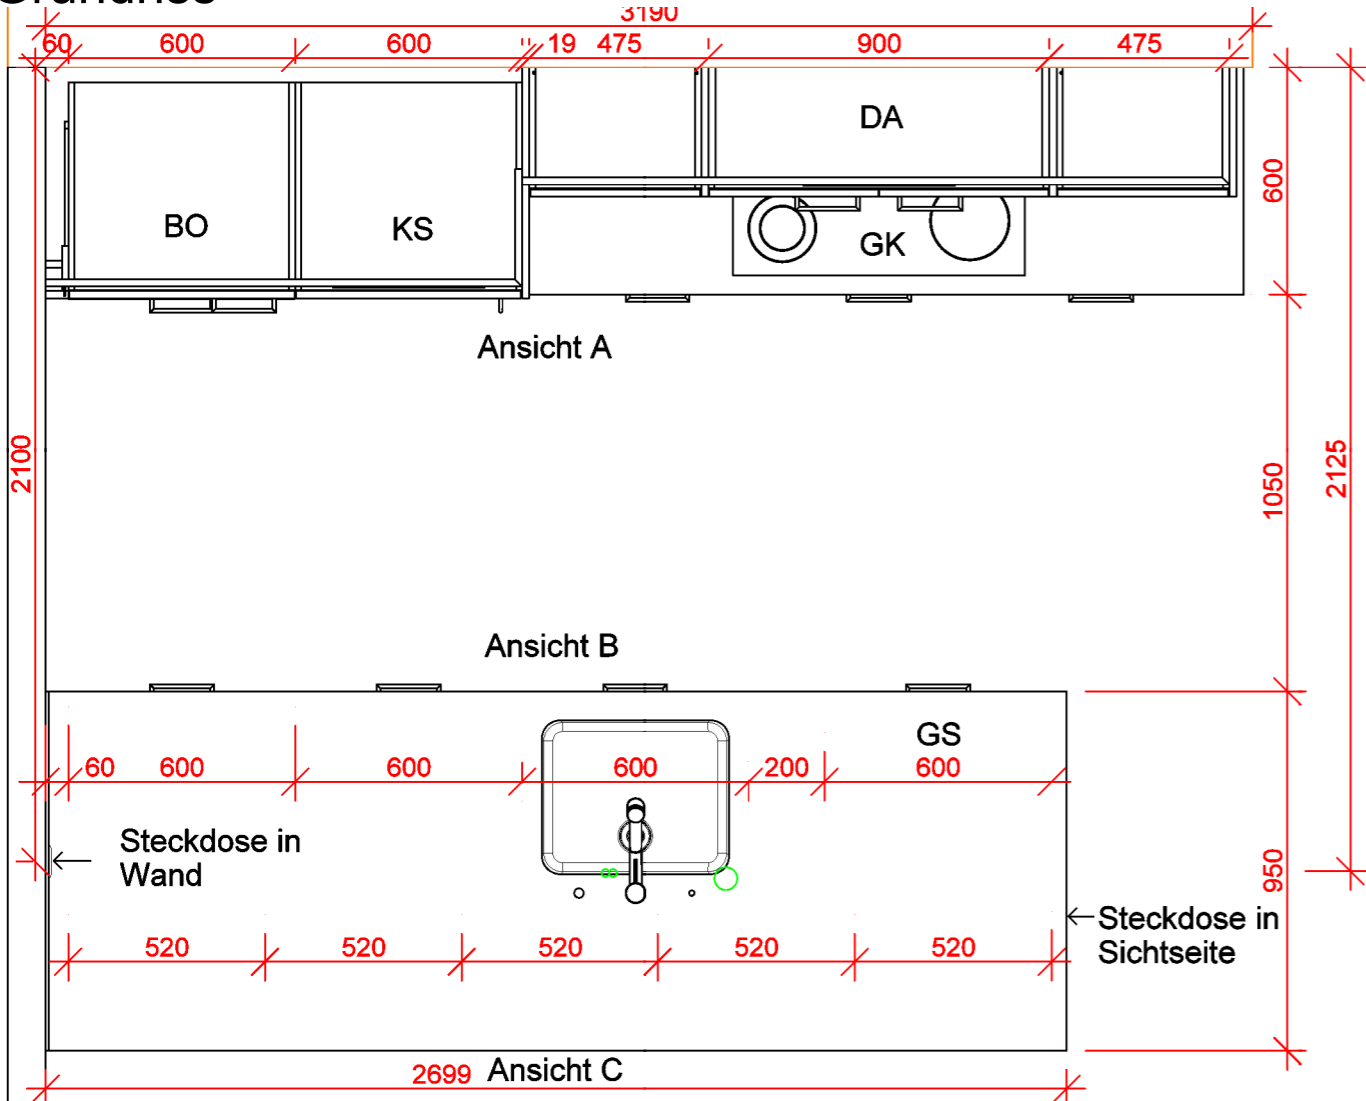 Grundriss
3190
60 600 600 19 475 900 475
DA
BO KS GK
600
Ansicht A
2100
1050
2125
Ansicht B
GS
60 600 600 600 200 600
Steckdose in
Wand
950
Steckdose in
Sichtseite
520 520 520 520 520
2699 Ansicht C